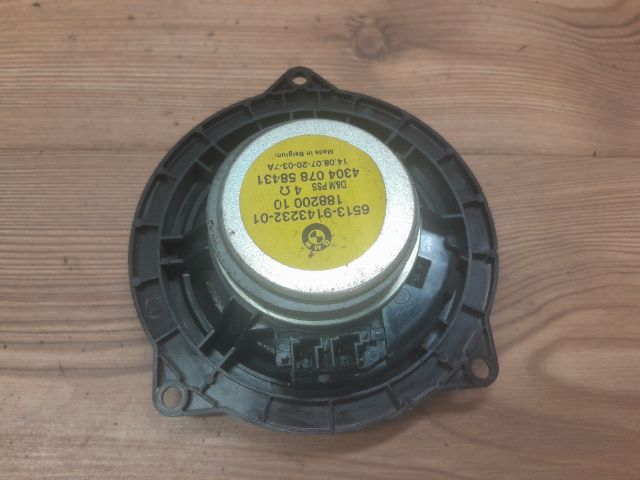 BMW
6513-9143232-01
188200 10
D&M PSS 4 Ω
4304 078 58431
14.08.07-20-03-7A
Made in Belgium